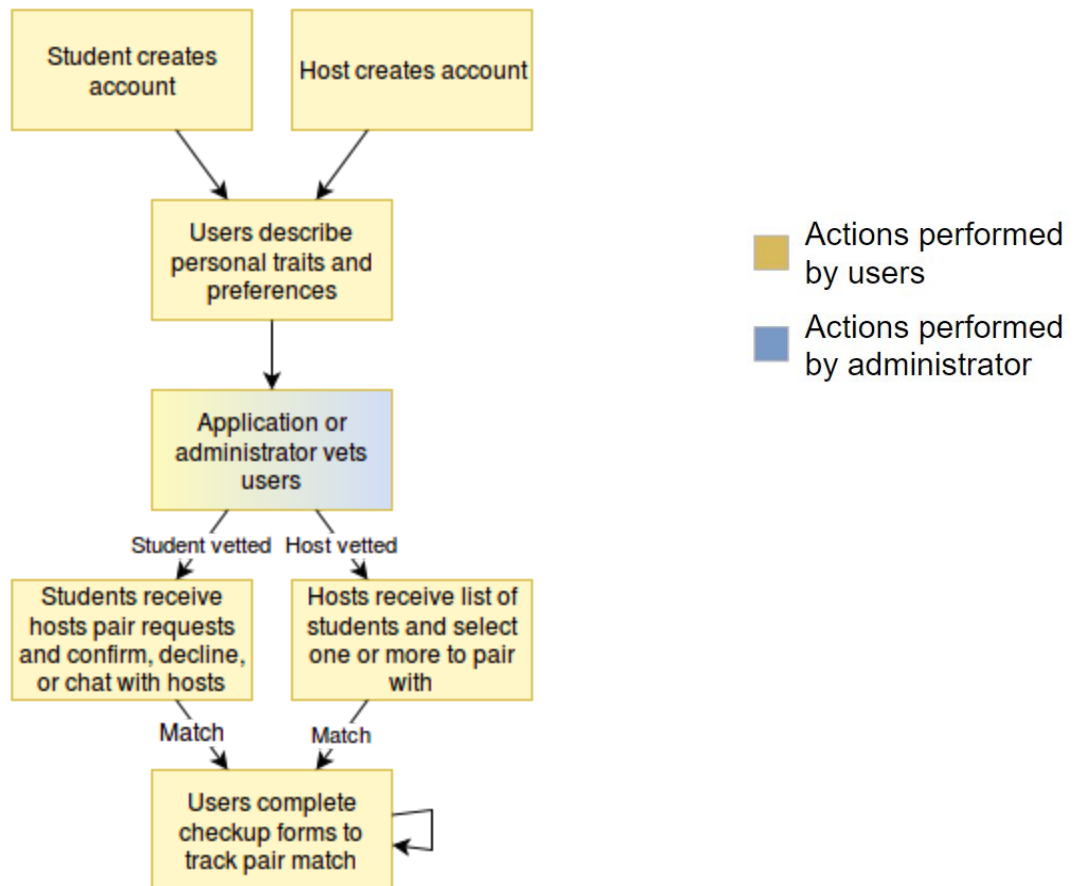 Student creates
account
Host creates account
Users describe
personal traits and
preferences
Actions performed
by users
Actions performed
by administrator
Application or
administrator vets
users
Student vetted
Host vetted
Students receive
hosts pair requests
and confirm, decline,
or chat with hosts
Hosts receive list of
students and select
one or more to pair
with
Match
Match
Users complete
checkup forms to
track pair match